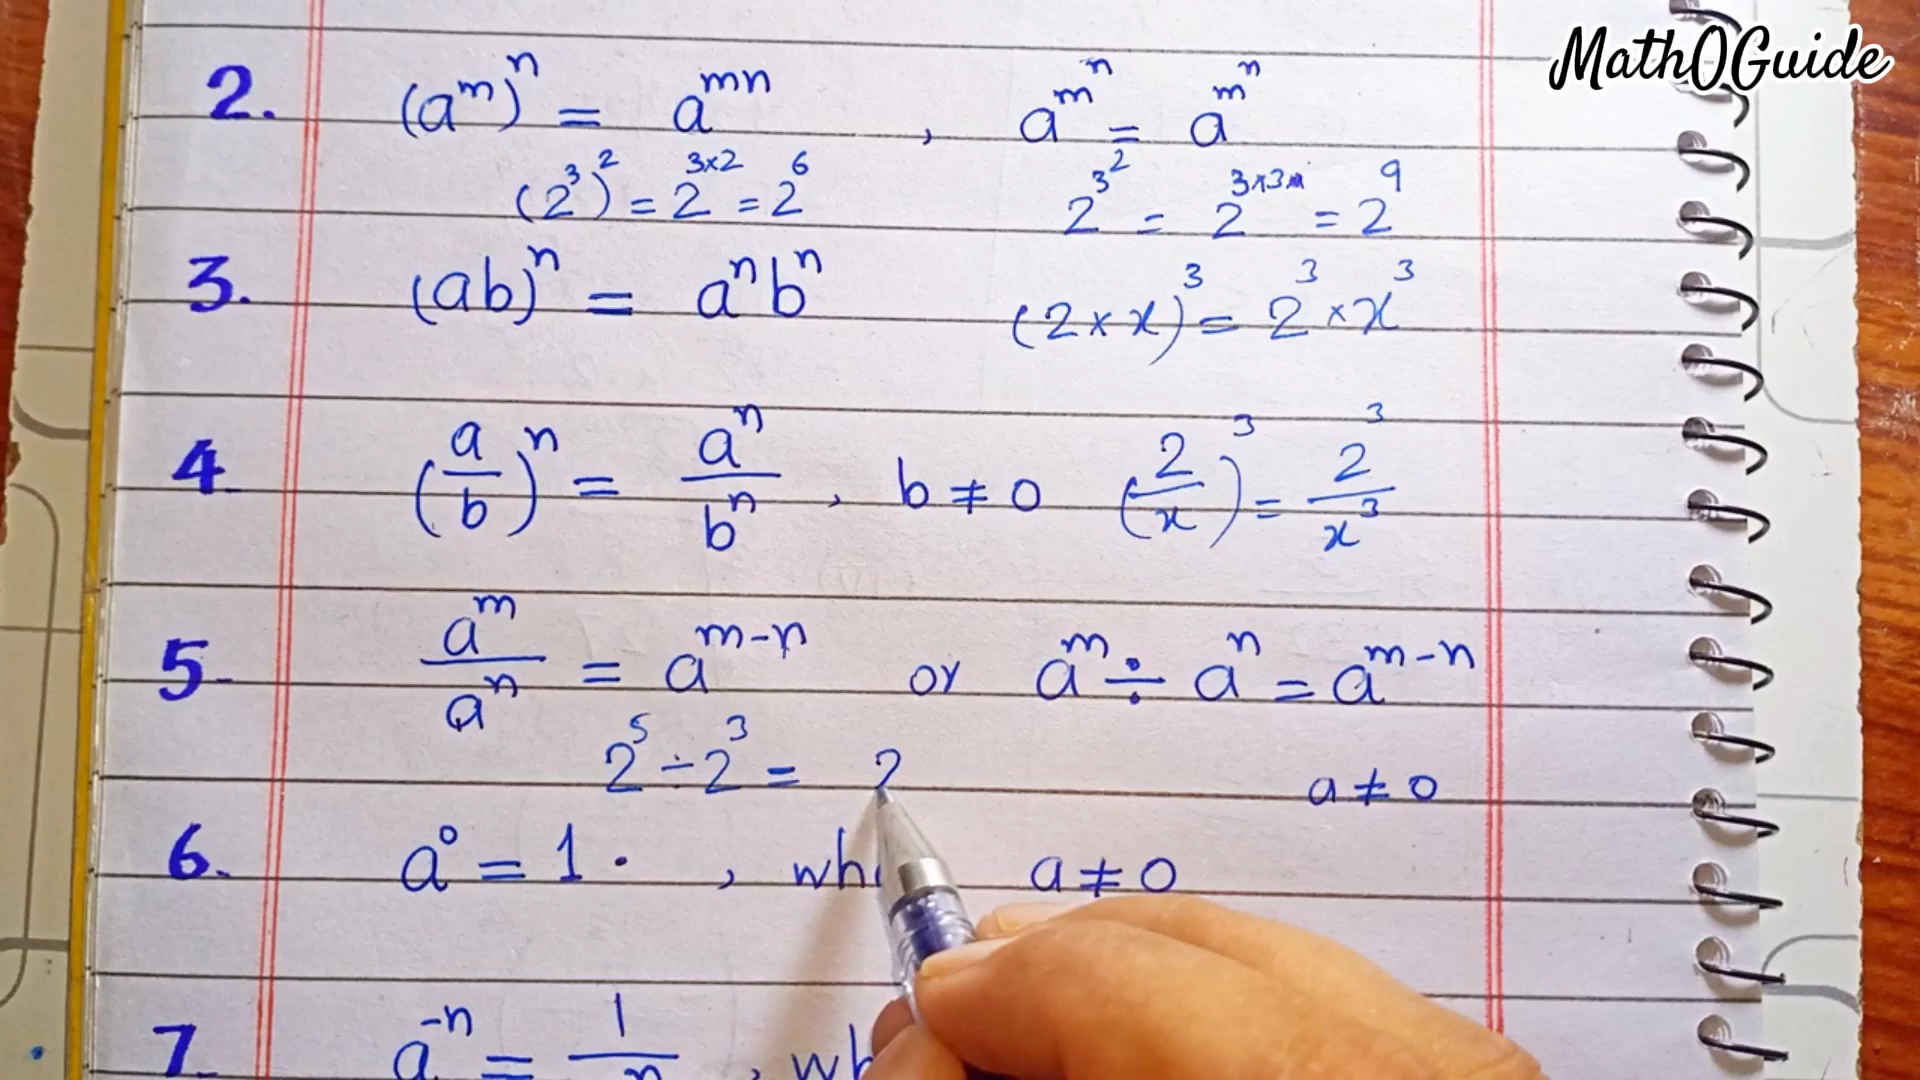 MathOGuide
2. (a^m)^n = a^{mn} , a^{m^n} = a^{m^n}
(2^3)^2 = 2^{3×2} = 2^6 2^{3^2} = 2^{3×3} = 2^9
3. (ab)^n = a^n b^n (2×x)^3 = 2^3 × x^3
4 (a/b)^n = a^n/b^n , b ≠ 0 (2/x)^3 = 2^3/x^3
5- a^m/a^n = a^{m-n} or a^m ÷ a^n = a^{m-n}
2^5 ÷ 2^3 = 2 a ≠ 0
6. a^0 = 1 . , a ≠ 0
7. a^{-n} = 1 ,